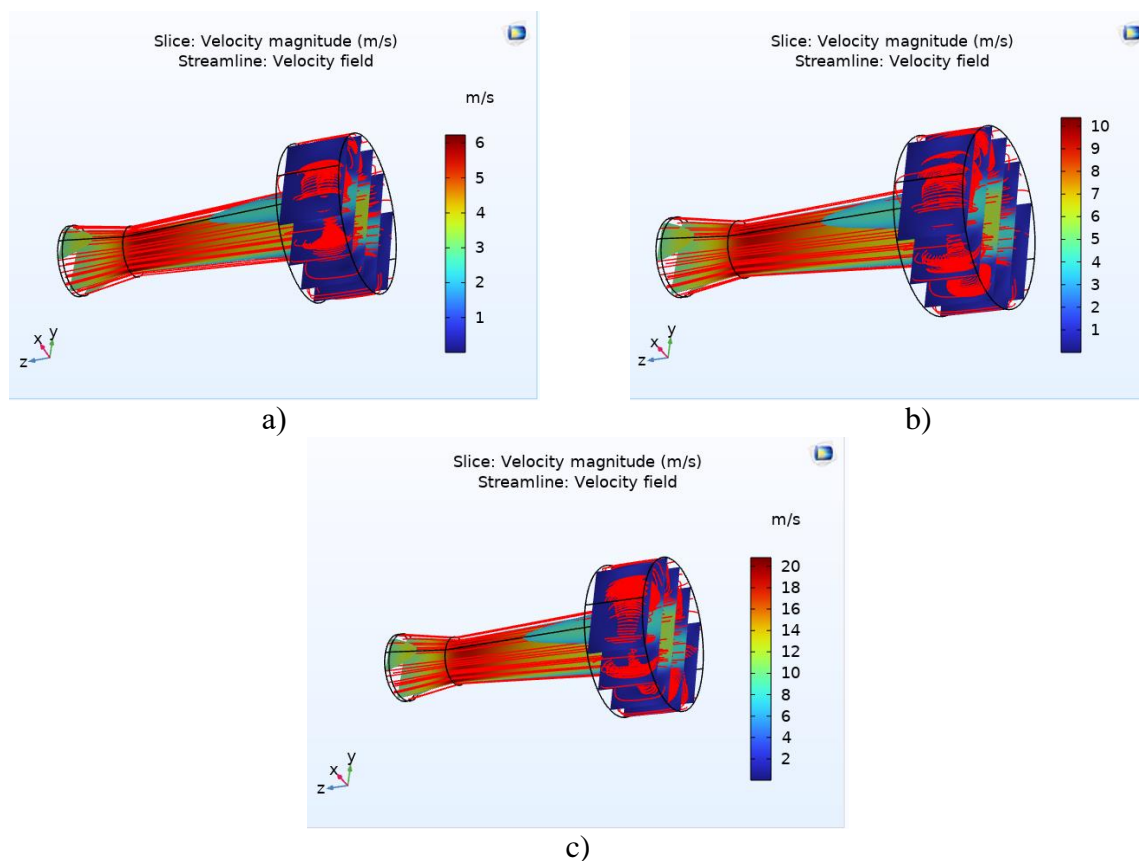 Slice: Velocity magnitude (m/s)
Streamline: Velocity field
m/s
6
5
4
3
2
1
y
x
z
a)
Slice: Velocity magnitude (m/s)
Streamline: Velocity field
m/s
10
9
8
7
6
5
4
3
2
1
y
x
z
b)
Slice: Velocity magnitude (m/s)
Streamline: Velocity field
m/s
20
18
16
14
12
10
8
6
4
2
y
x
z
c)